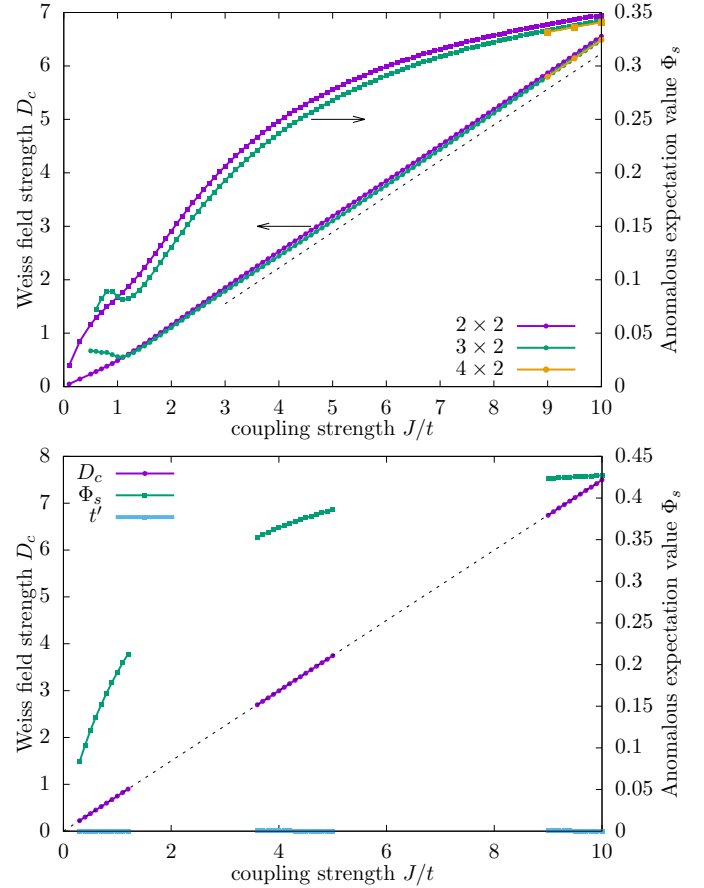 Weiss field strength D_c
Anomalous expectation value Φ_s
0
1
2
3
4
5
6
7
0
0.05
0.1
0.15
0.2
0.25
0.3
0.35
0 1 2 3 4 5 6 7 8 9 10
coupling strength J/t
2 × 2
3 × 2
4 × 2
Weiss field strength D_c
Anomalous expectation value Φ_s
0
1
2
3
4
5
6
7
8
0
0.05
0.1
0.15
0.2
0.25
0.3
0.35
0.4
0.45
0 2 4 6 8 10
coupling strength J/t
D_c
Φ_s
t′